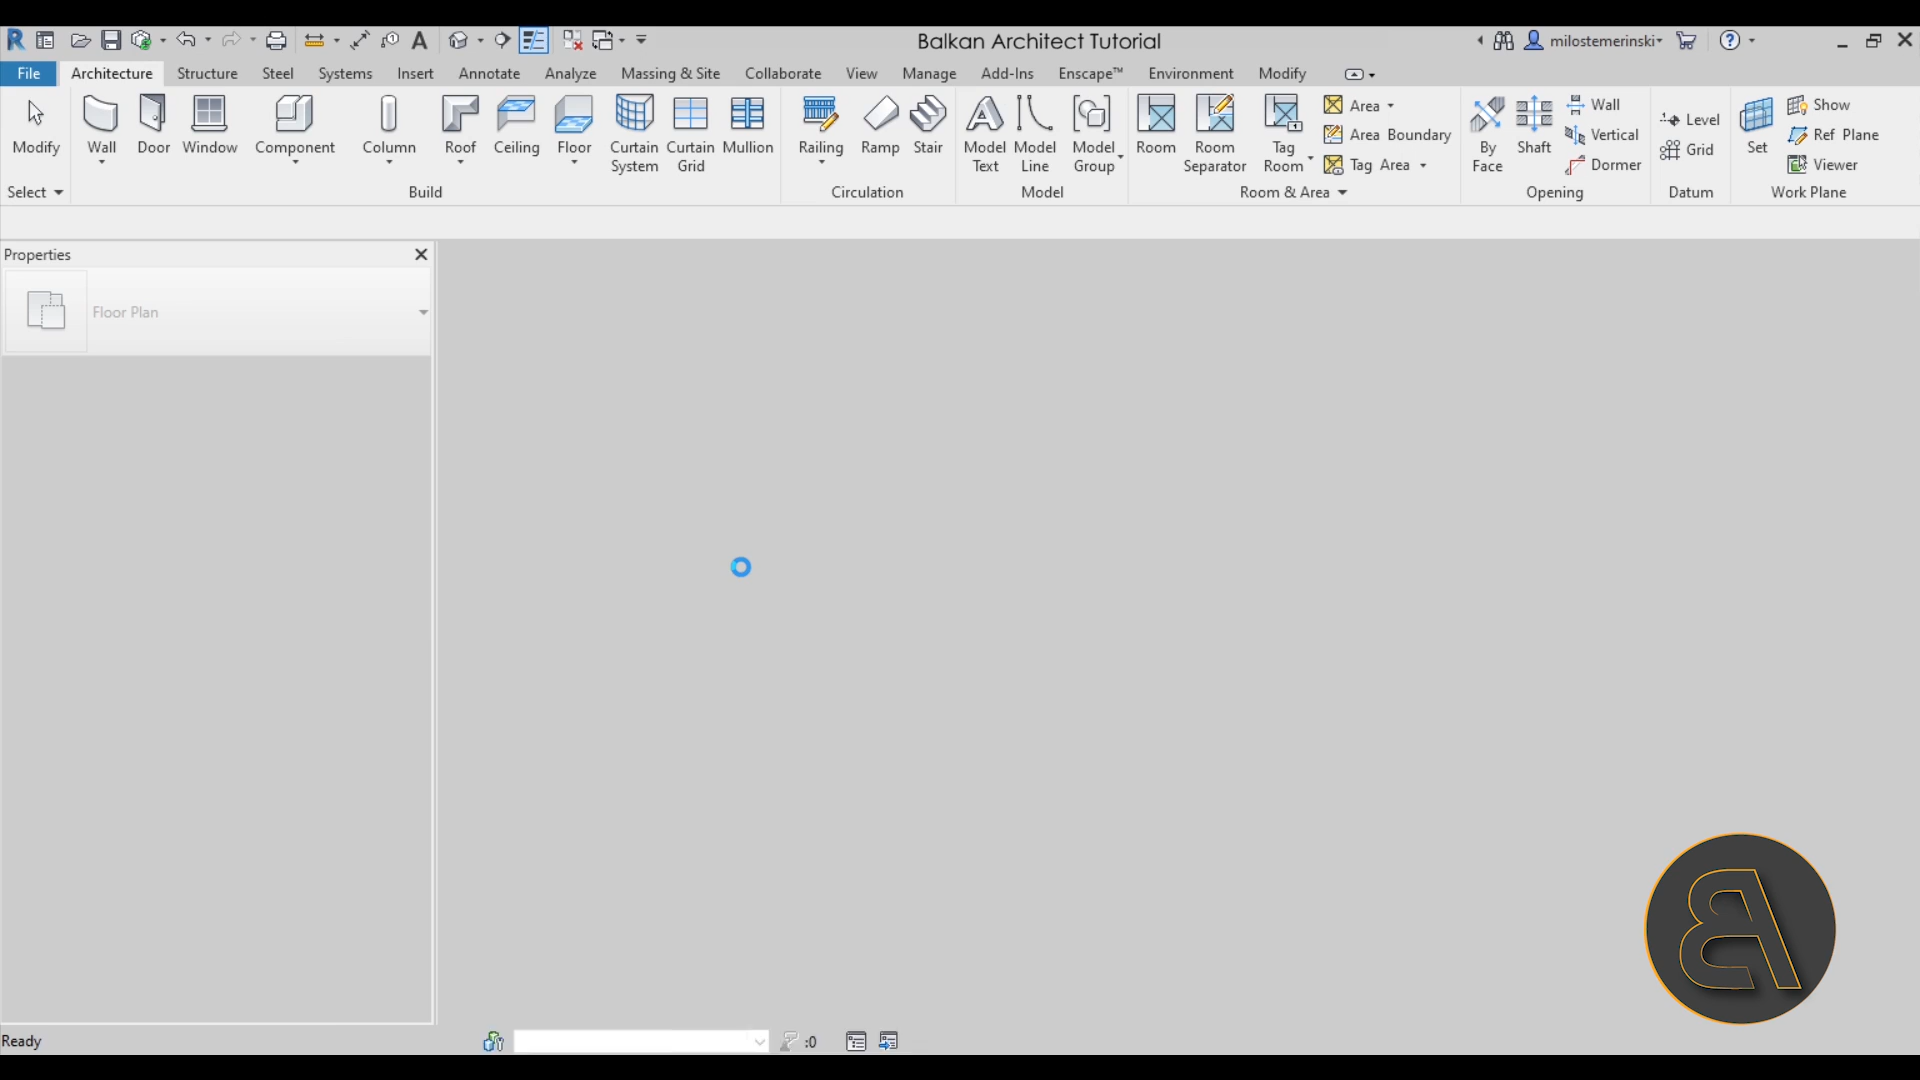 Balkan Architect Tutorial
milostemerinski
File Architecture Structure Steel Systems Insert Annotate Analyze Massing & Site Collaborate View Manage Add-Ins Enscape™ Environment Modify
Modify
Wall
Door
Window
Component
Column
Roof
Ceiling
Floor
Curtain
System
Curtain
Grid
Mullion
Railing
Ramp
Stair
Model
Text
Model
Line
Model
Group
Room
Room
Separator
Tag
Room
Area
Area Boundary
Tag Area
By
Face
Shaft
Wall
Vertical
Dormer
Level
Grid
Set
Show
Ref Plane
Viewer
Select
Build
Circulation
Model
Room & Area
Opening
Datum
Work Plane
Properties
Floor Plan
Ready
:0